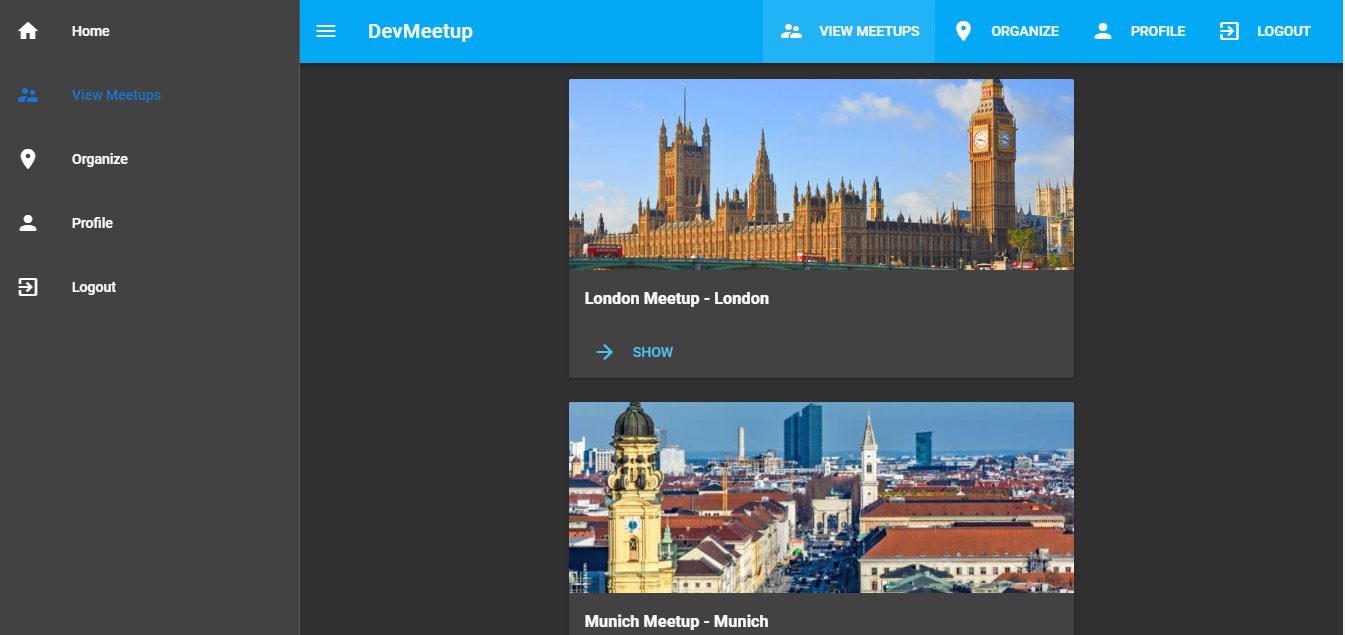 Home
View Meetups
Organize
Profile
Logout
DevMeetup
VIEW MEETUPS
ORGANIZE
PROFILE
LOGOUT
London Meetup - London
SHOW
Munich Meetup - Munich